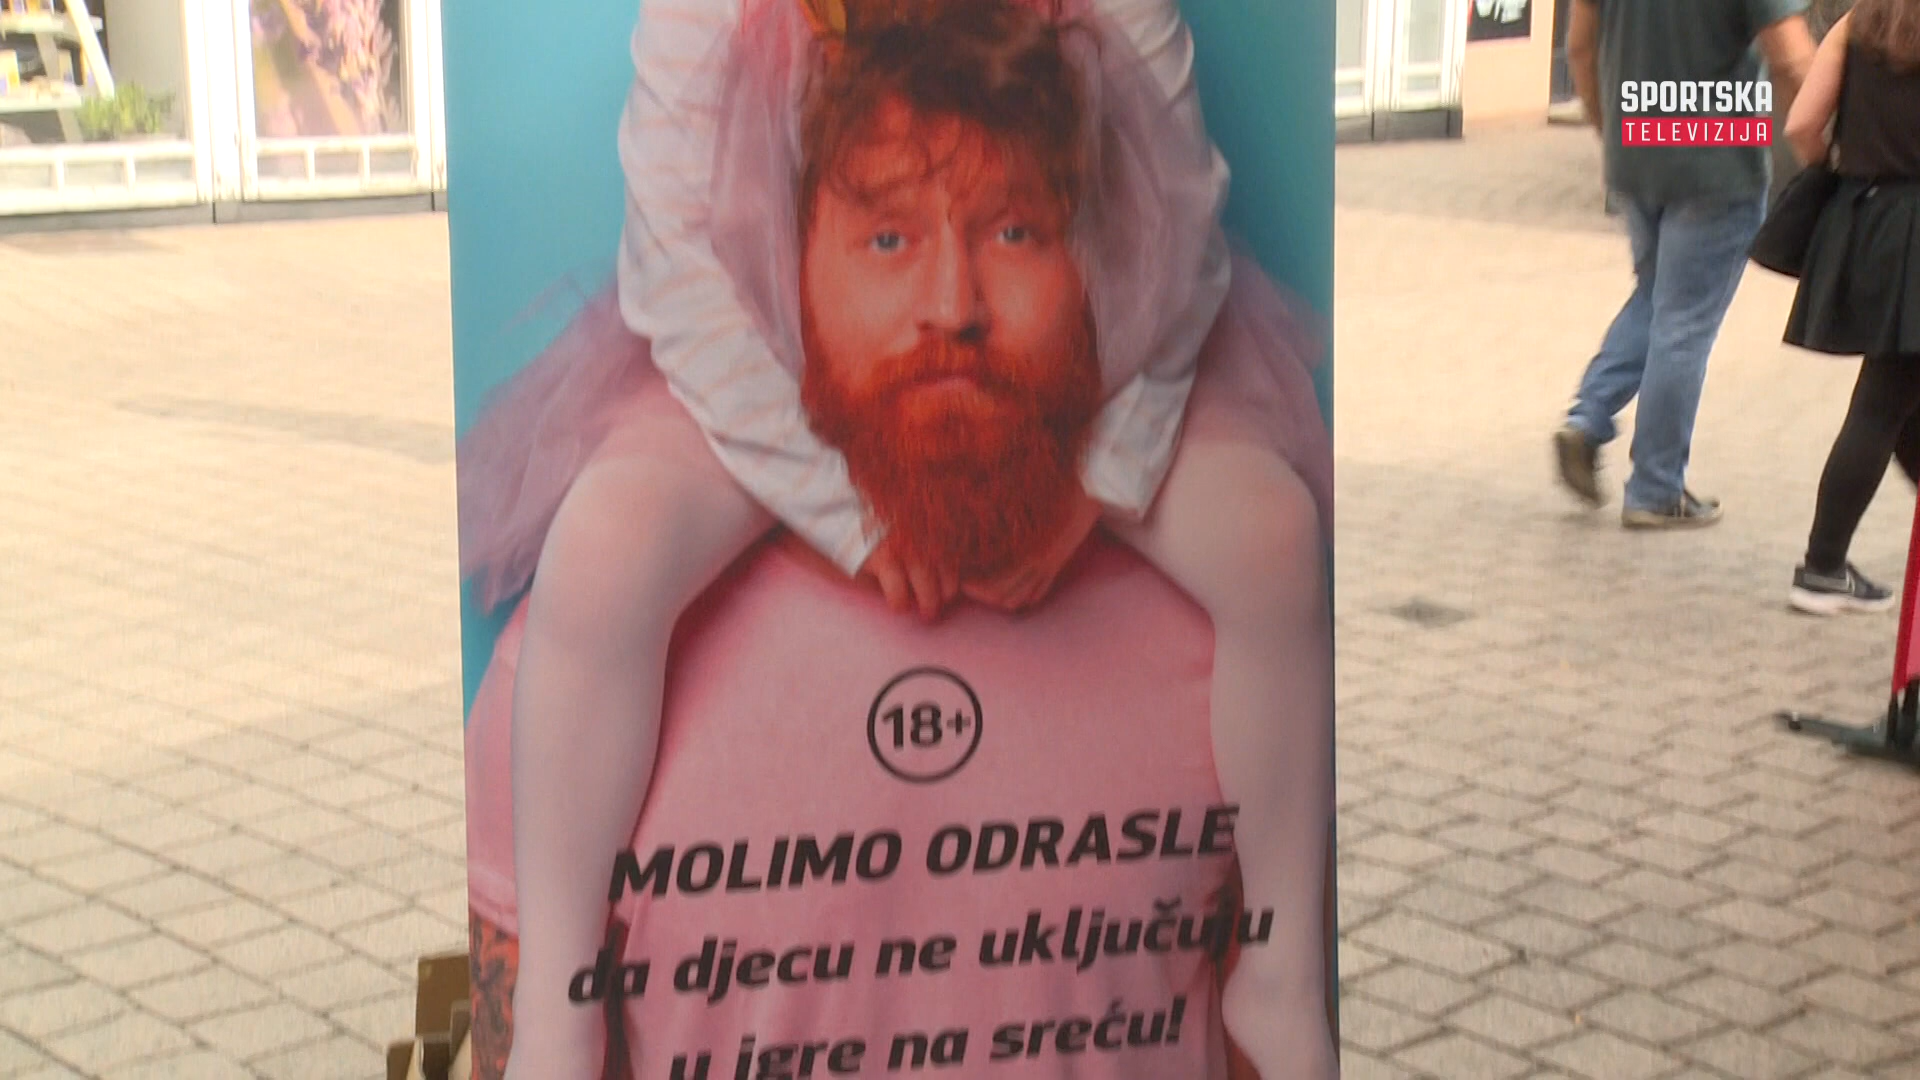 SPORTSKA
TELEVIZIJA
18+
MOLIMO ODRASLE
da djecu ne uključuju
u igre na sreću!